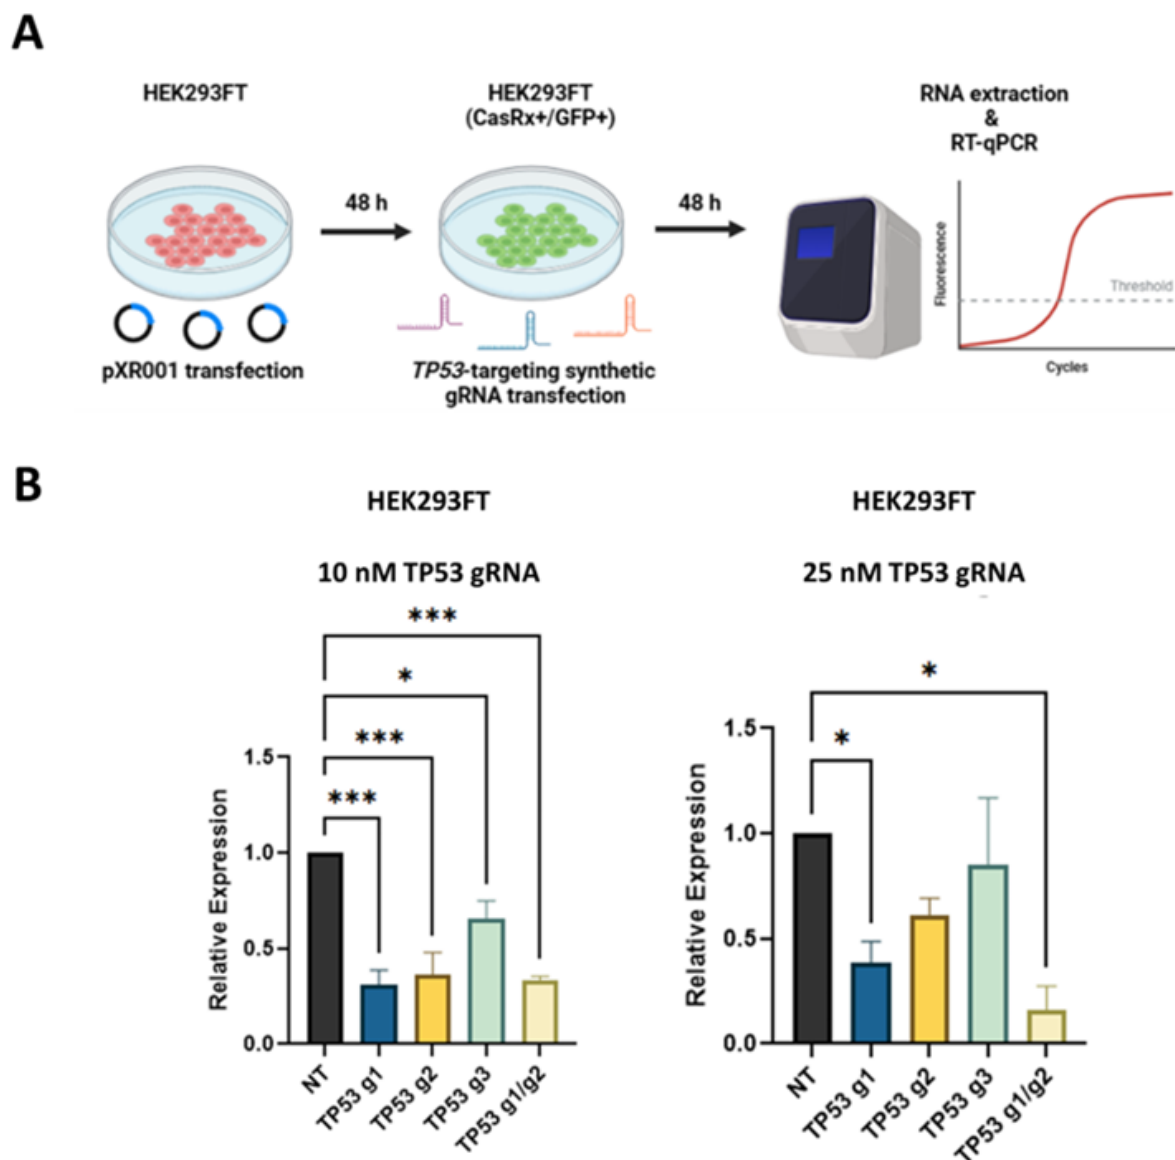 A
HEK293FT
HEK293FT
(CasRx+/GFP+)
RNA extraction
&
RT-qPCR
48 h
48 h
Fluorescence
Threshold
Cycles
pXR001 transfection
TP53-targeting synthetic
gRNA transfection
B
HEK293FT
10 nM TP53 gRNA
***
*
***
***
1.5
1.0
0.5
0.0
Relative Expression
NT
TP53 g1
TP53 g2
TP53 g3
TP53 g1/g2
HEK293FT
25 nM TP53 gRNA
*
*
1.5
1.0
0.5
0.0
Relative Expression
NT
TP53 g1
TP53 g2
TP53 g3
TP53 g1/g2